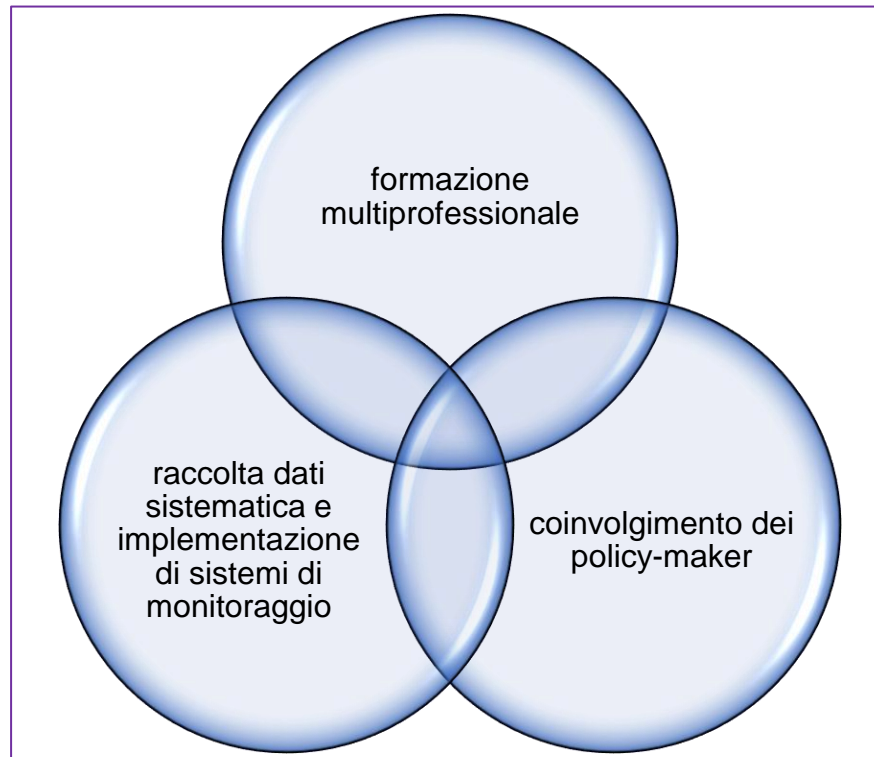 formazione
multiprofessionale
raccolta dati
sistematica e
implementazione
di sistemi di
monitoraggio
coinvolgimento dei
policy-maker